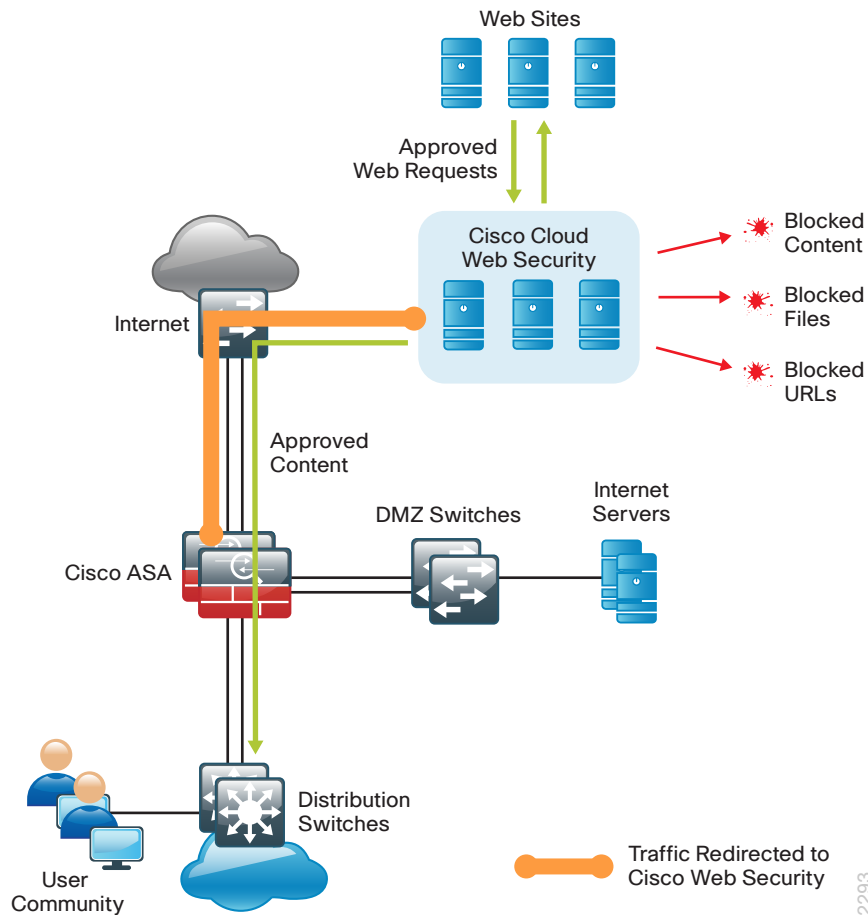 Web Sites
Approved
Web Requests
Cisco Cloud
Web Security
Blocked
Content
Blocked
Files
Blocked
URLs
Internet
Approved
Content
DMZ Switches
Internet
Servers
Cisco ASA
Distribution
Switches
User
Community
Traffic Redirected to
Cisco Web Security
2293